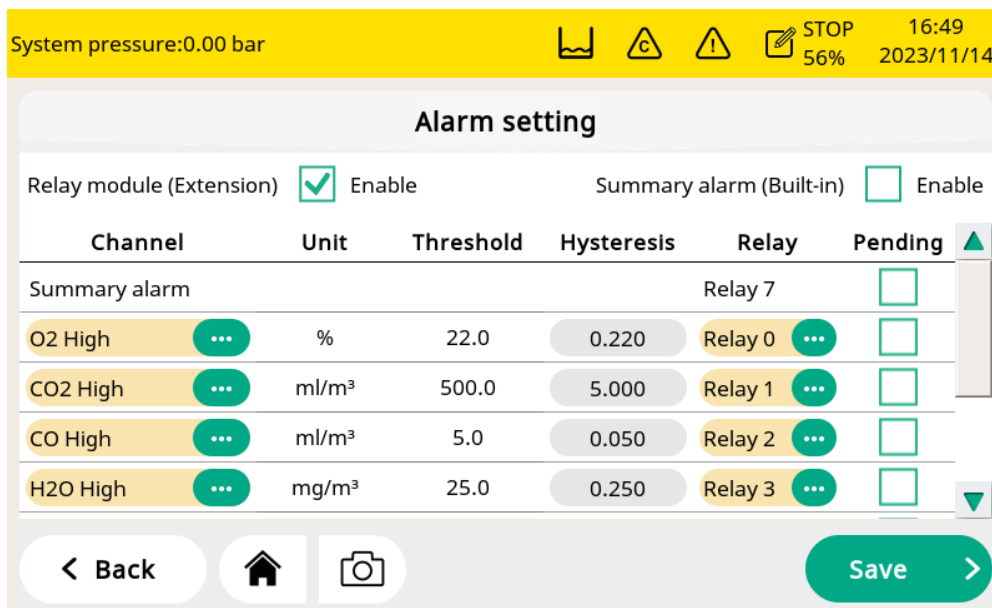 System pressure:0.00 bar
C
!
STOP
56%
16:49
2023/11/14
Alarm setting
Relay module (Extension) Enable Summary alarm (Built-in) Enable
Channel Unit Threshold Hysteresis Relay Pending
Summary alarm Relay 7
O2 High ... % 22.0 0.220 Relay 0 ...
CO2 High ... ml/m³ 500.0 5.000 Relay 1 ...
CO High ... ml/m³ 5.0 0.050 Relay 2 ...
H2O High ... mg/m³ 25.0 0.250 Relay 3 ...
< Back Save >